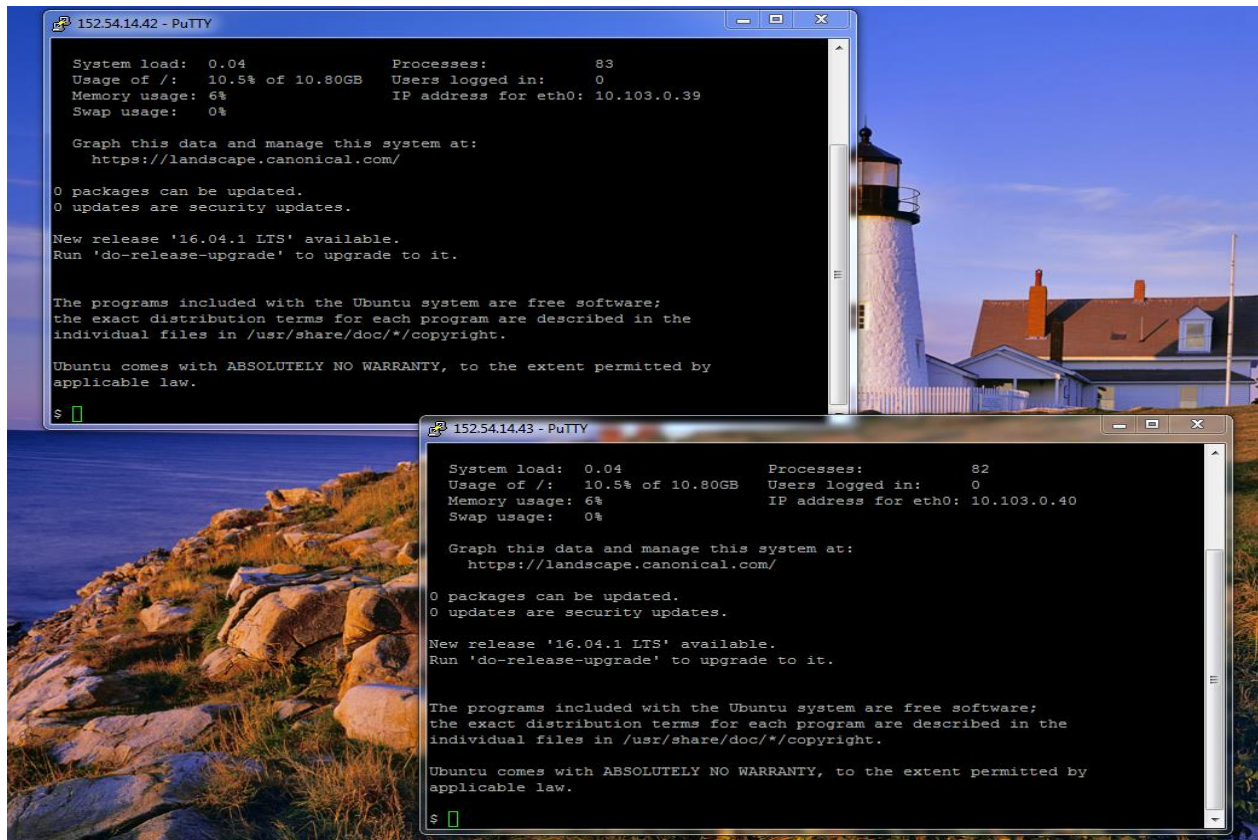 152.54.14.42 - PuTTY
System load: 0.04 Processes: 83
Usage of /: 10.5% of 10.80GB Users logged in: 0
Memory usage: 6% IP address for eth0: 10.103.0.39
Swap usage: 0%
Graph this data and manage this system at:
https://landscape.canonical.com/
0 packages can be updated.
0 updates are security updates.
New release '16.04.1 LTS' available.
Run 'do-release-upgrade' to upgrade to it.
The programs included with the Ubuntu system are free software;
the exact distribution terms for each program are described in the
individual files in /usr/share/doc/*/copyright.
Ubuntu comes with ABSOLUTELY NO WARRANTY, to the extent permitted by
applicable law.
$
152.54.14.43 - PuTTY
System load: 0.04 Processes: 82
Usage of /: 10.5% of 10.80GB Users logged in: 0
Memory usage: 6% IP address for eth0: 10.103.0.40
Swap usage: 0%
Graph this data and manage this system at:
https://landscape.canonical.com/
0 packages can be updated.
0 updates are security updates.
New release '16.04.1 LTS' available.
Run 'do-release-upgrade' to upgrade to it.
The programs included with the Ubuntu system are free software;
the exact distribution terms for each program are described in the
individual files in /usr/share/doc/*/copyright.
Ubuntu comes with ABSOLUTELY NO WARRANTY, to the extent permitted by
applicable law.
$